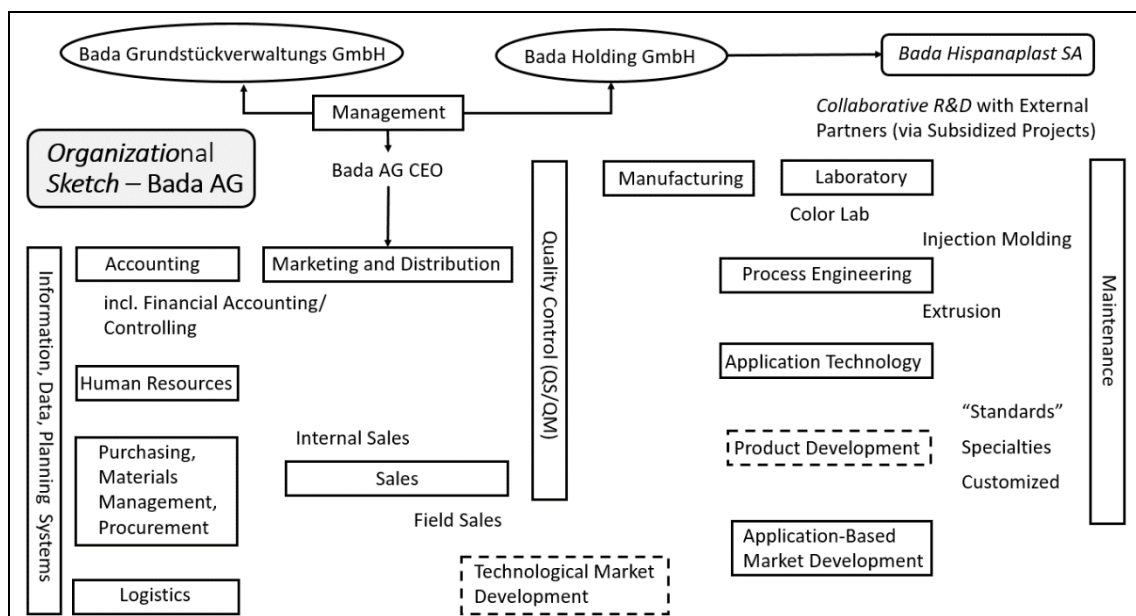 Bada Grundstückverwaltungs GmbH
Bada Holding GmbH
Bada Hispanaplast SA
Management
Collaborative R&D with External
Partners (via Subsidized Projects)
Organizational
Sketch – Bada AG
Bada AG CEO
Manufacturing
Laboratory
Color Lab
Injection Molding
Accounting
Marketing and Distribution
Process Engineering
incl. Financial Accounting/
Controlling
Extrusion
Information, Data, Planning Systems
Quality Control (QS/QM)
Maintenance
Human Resources
Application Technology
"Standards"
Internal Sales
Purchasing,
Materials
Management,
Procurement
Product Development
Specialties
Sales
Customized
Field Sales
Application-Based
Market Development
Technological Market
Development
Logistics